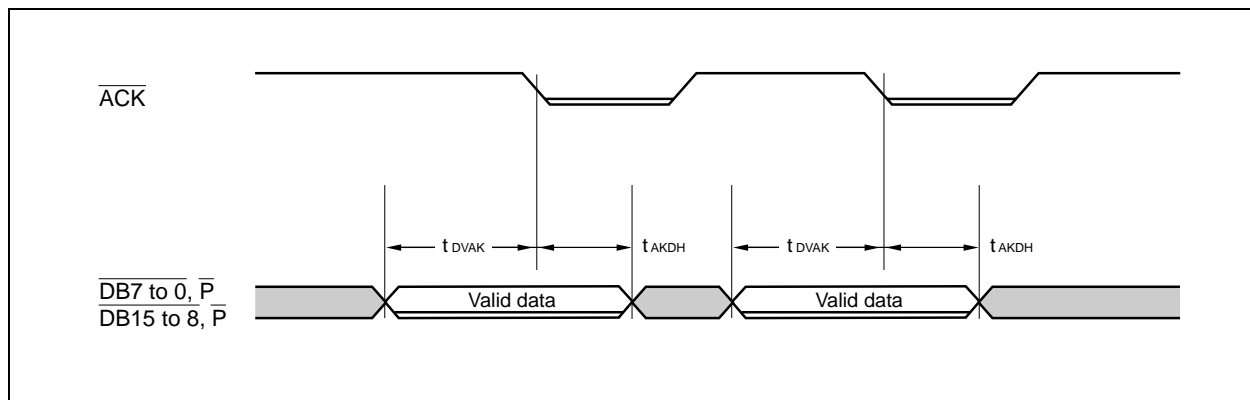 ACK
t DVAK
t AKDH
t DVAK
t AKDH
DB7 to 0, P
DB15 to 8, P
Valid data
Valid data